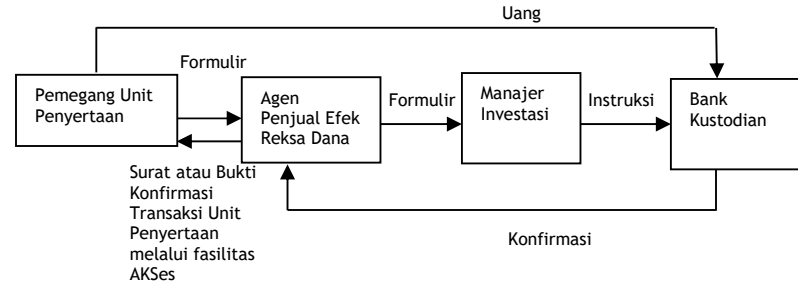 Uang
Formulir
Pemegang Unit
Penyertaan
Agen
Penjual Efek
Reksa Dana
Formulir
Manajer
Investasi
Instruksi
Bank
Kustodian
Surat atau Bukti
Konfirmasi
Transaksi Unit
Penyertaan
melalui fasilitas
AKSes
Konfirmasi